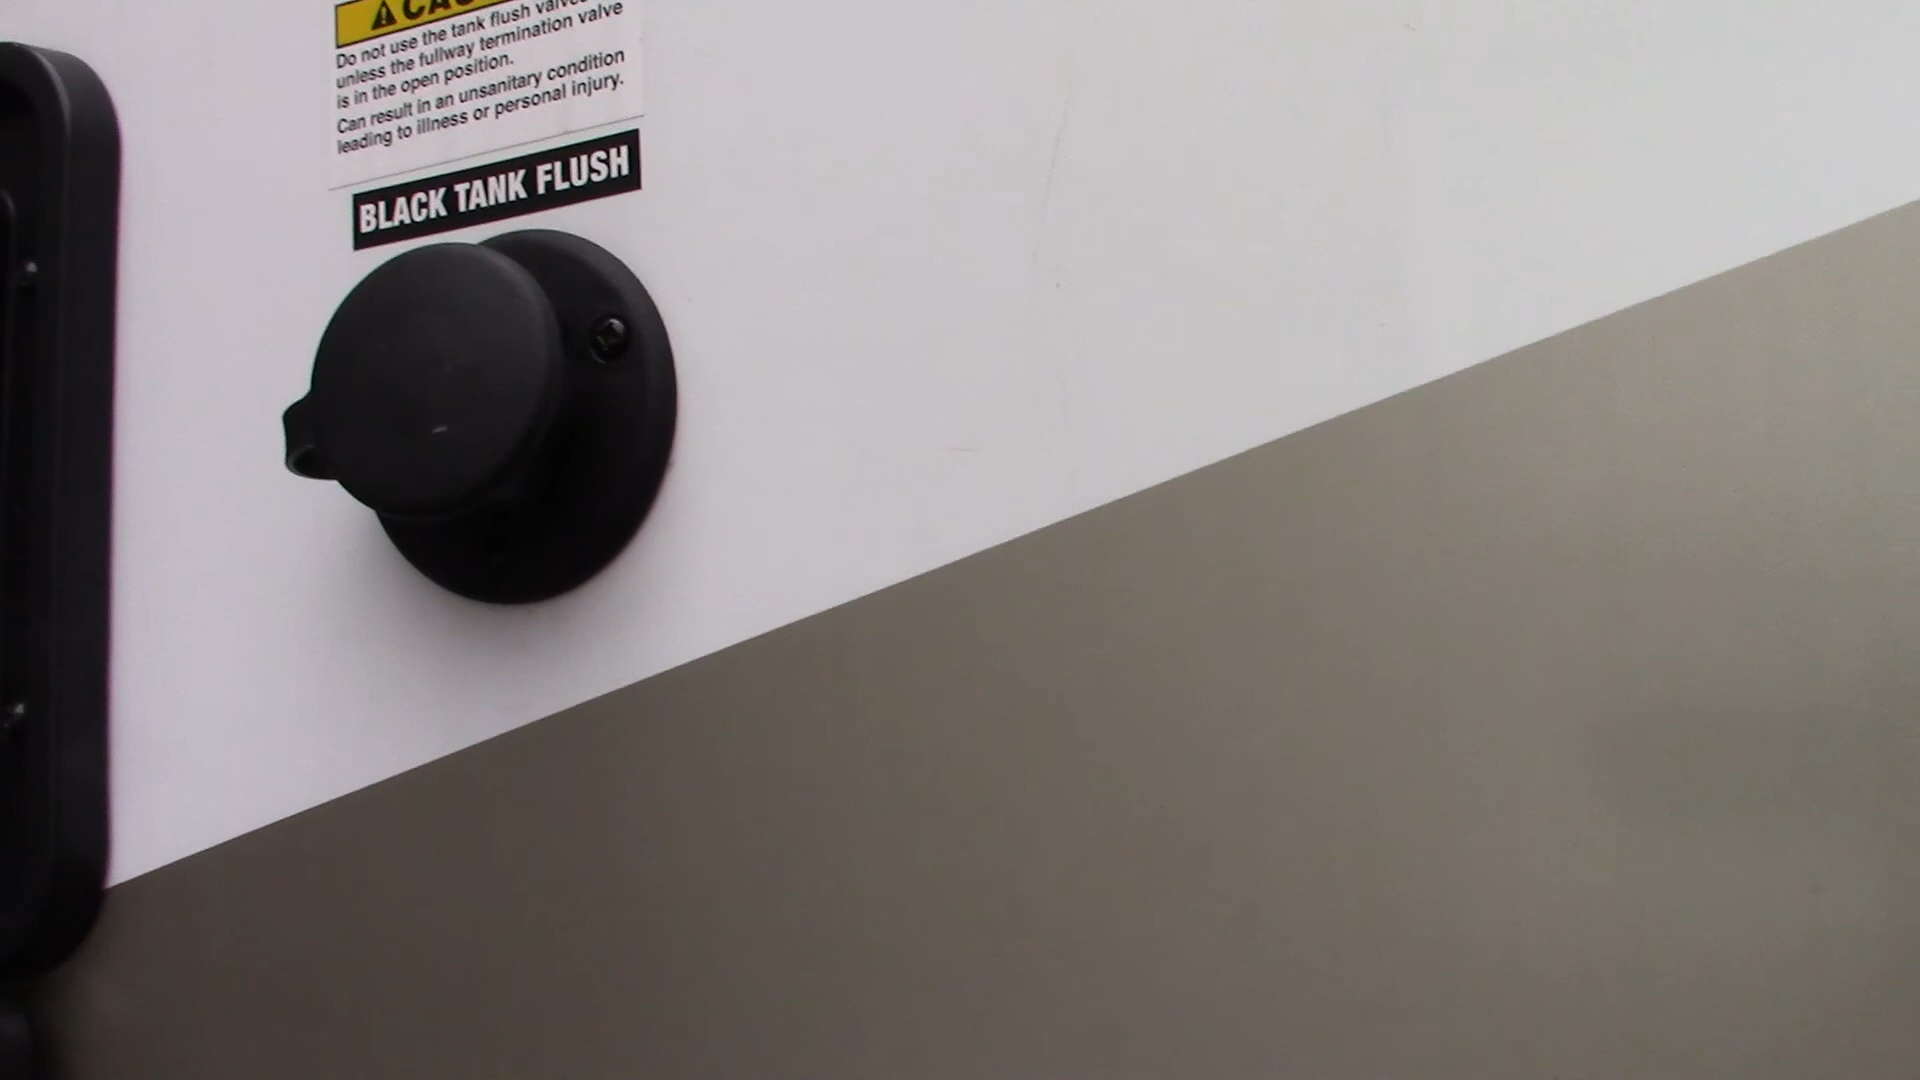 Do not use the tank flush valve
unless the fullway termination valve
is in the open position.
Can result in an unsanitary condition
leading to illness or personal injury.
BLACK TANK FLUSH